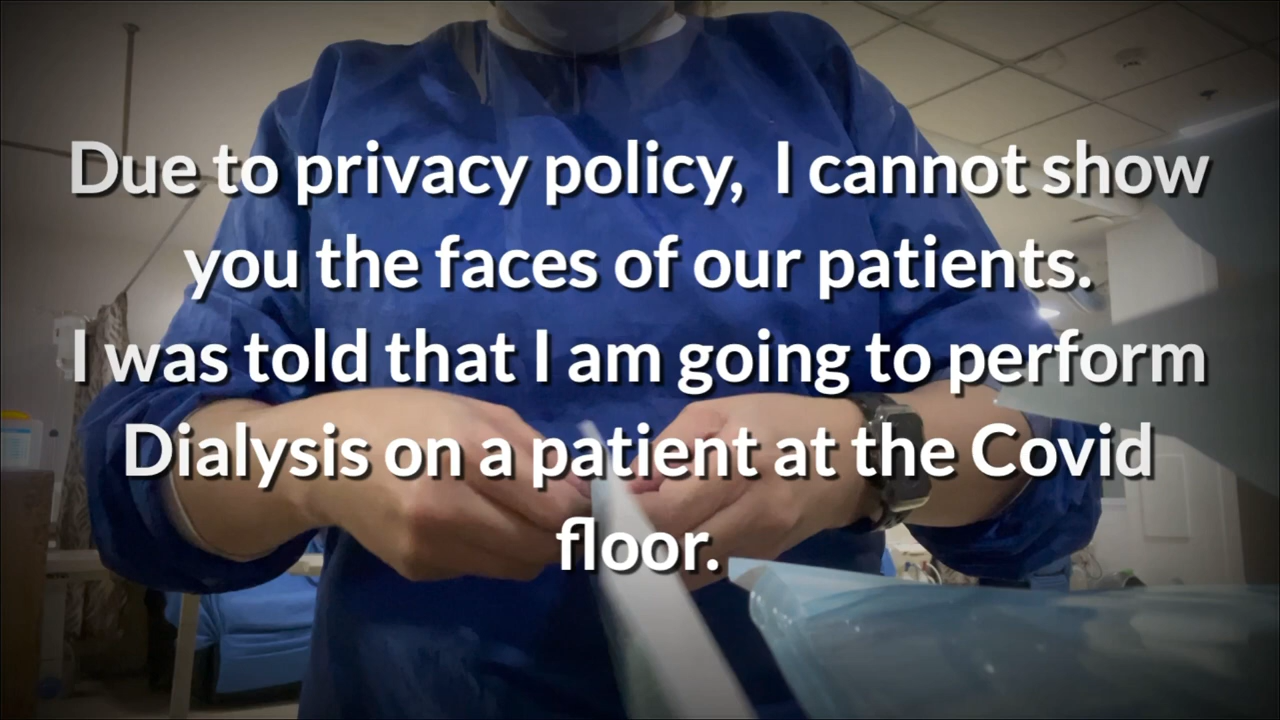 Due to privacy policy, I cannot show
you the faces of our patients.
I was told that I am going to perform
Dialysis on a patient at the Covid
floor.